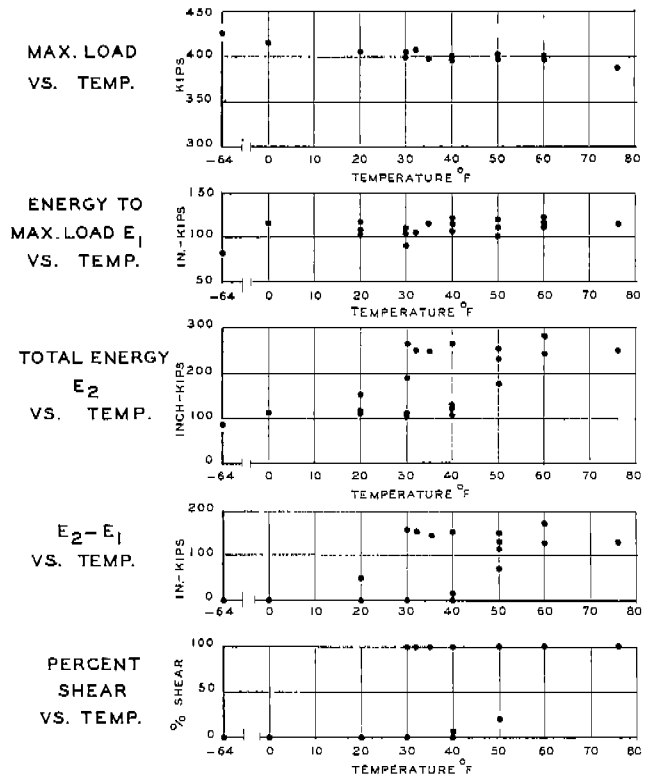 MAX. LOAD
VS. TEMP.
KIPS
450
400
350
300
-64 0 10 20 30 40 50 60 70 80
TEMPERATURE °F
ENERGY TO
MAX. LOAD E1
VS. TEMP.
IN.-KIPS
150
100
50
-64 0 10 20 30 40 50 60 70 80
TEMPERATURE °F
TOTAL ENERGY
E2
VS. TEMP.
INCH-KIPS
300
200
100
0
-64 0 10 20 30 40 50 60 70 80
TEMPERATURE °F
E2-E1
VS. TEMP.
IN.-KIPS
200
100
0
-64 0 10 20 30 40 50 60 70 80
TEMPERATURE °F
PERCENT
SHEAR
VS. TEMP.
% SHEAR
100
50
0
-64 0 10 20 30 40 50 60 70 80
TEMPERATURE °F